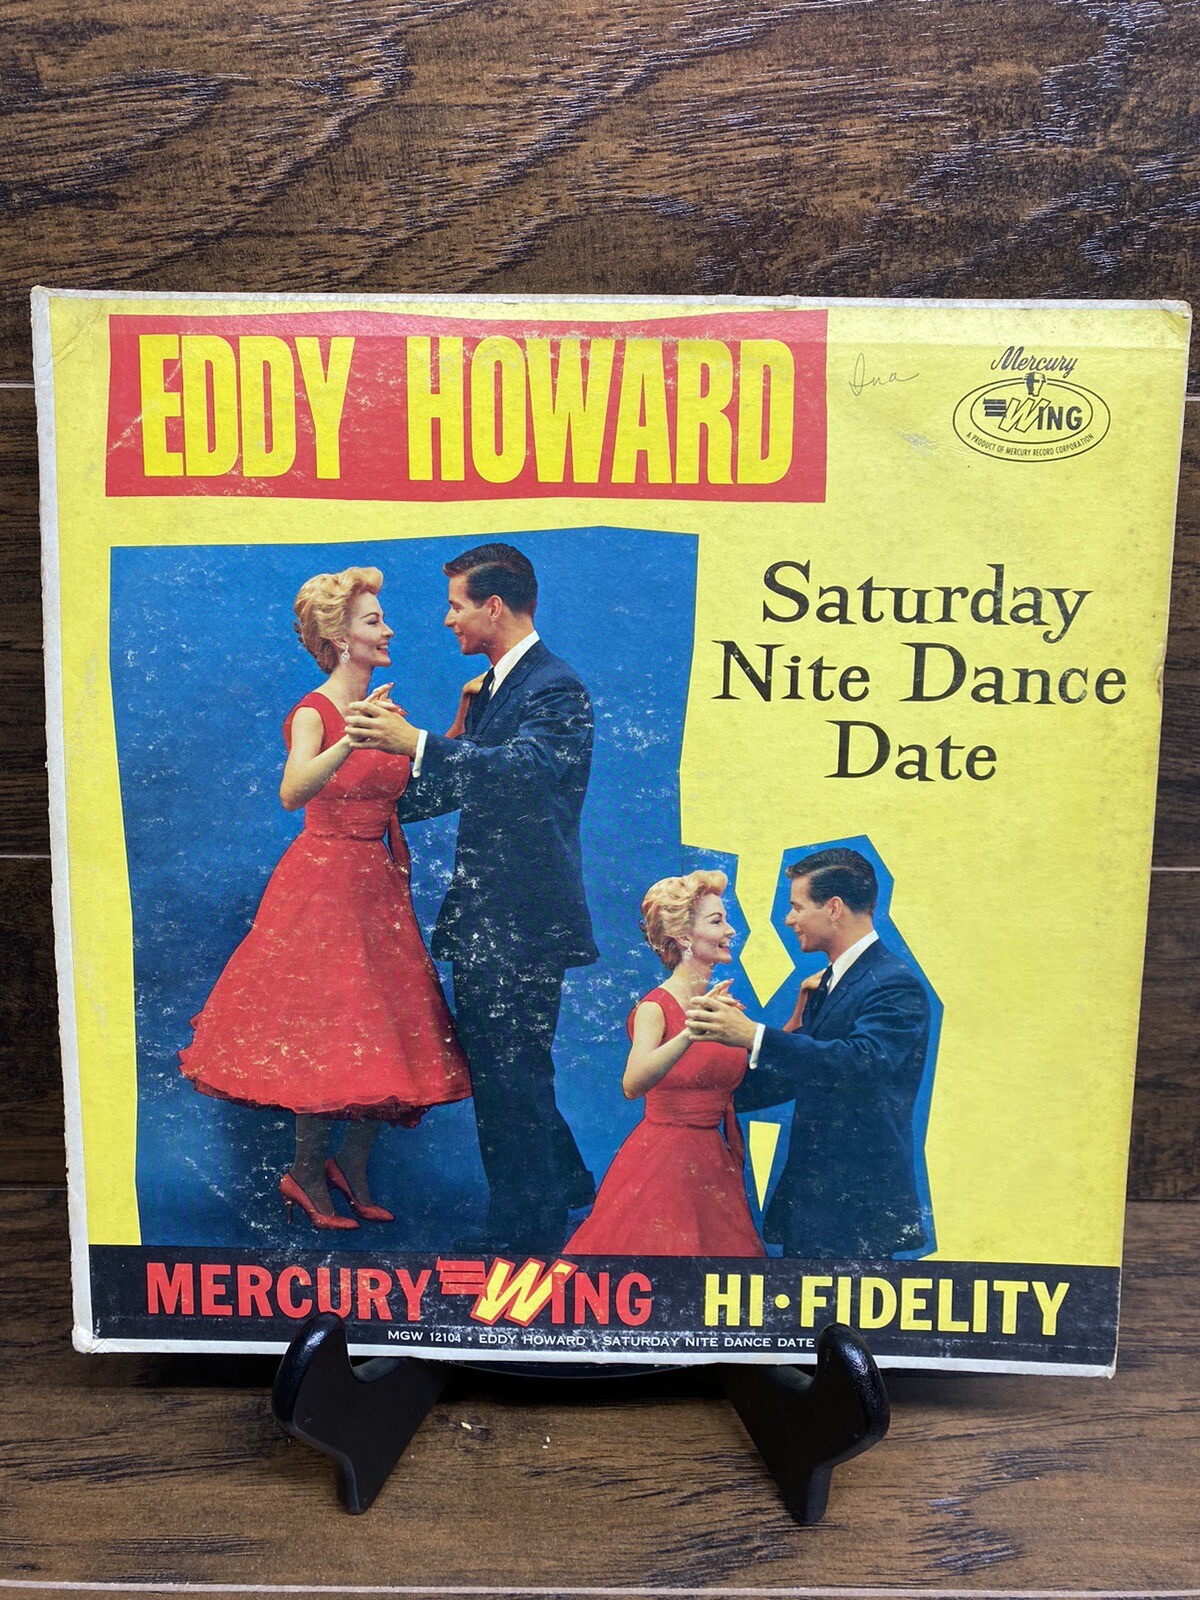 EDDY HOWARD
Ina
Mercury
WING
A PRODUCT OF MERCURY RECORD CORPORATION
Saturday
Nite Dance
Date
MERCURY WING HI•FIDELITY
MGW 12104 • EDDY HOWARD • SATURDAY NITE DANCE DATE